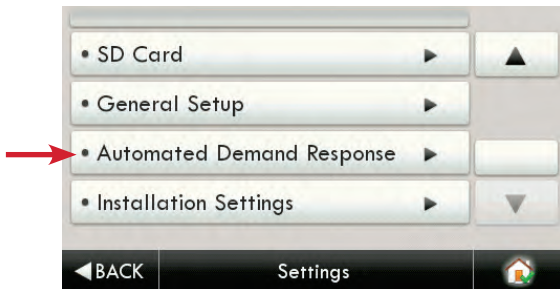 • SD Card
• General Setup
• Automated Demand Response
• Installation Settings
BACK Settings